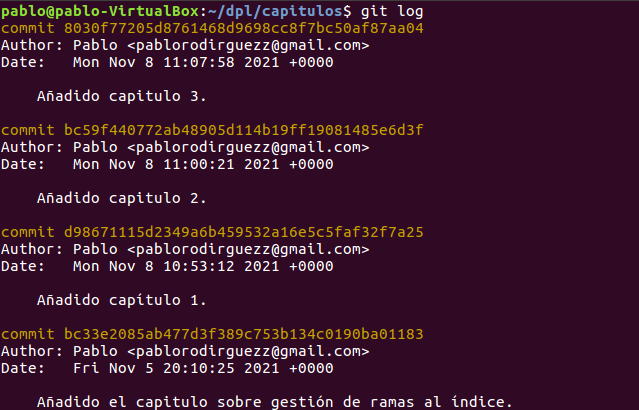 pablo@pablo-VirtualBox:~/dpl/capitulos$ git log
commit 8030f77205d8761468d9698cc8f7bc50af87aa04
Author: Pablo <pablorodirguezz@gmail.com>
Date:   Mon Nov 8 11:07:58 2021 +0000
Añadido capitulo 3.
commit bc59f440772ab48905d114b19ff19081485e6d3f
Author: Pablo <pablorodirguezz@gmail.com>
Date:   Mon Nov 8 11:00:21 2021 +0000
Añadido capitulo 2.
commit d98671115d2349a6b459532a16e5c5faf32f7a25
Author: Pablo <pablorodirguezz@gmail.com>
Date:   Mon Nov 8 10:53:12 2021 +0000
Añadido capítulo 1.
commit bc33e2085ab477d3f389c753b134c0190ba01183
Author: Pablo <pablorodirguezz@gmail.com>
Date:   Fri Nov 5 20:10:25 2021 +0000
Añadido el capitulo sobre gestión de ramas al índice.